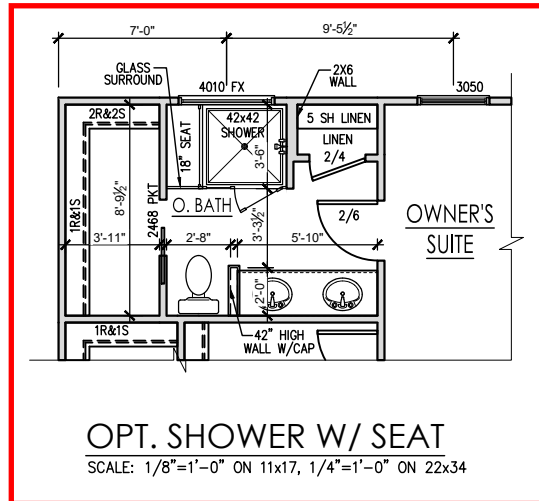 7'-0"
9'-5½"
GLASS
SURROUND
4010 FX
2X6
WALL
3050
2R&2S
42x42
SHOWER
5 SH LINEN
LINEN
2/4
18" SEAT
3'-6"
1R&1S
8'-9½"
2468 PKT
O. BATH
3'-3½"
2/6
OWNER'S
SUITE
3'-11"
2'-8"
5'-10"
2'-0"
1R&1S
42" HIGH
WALL W/CAP
OPT. SHOWER W/ SEAT
SCALE: 1/8"=1'-0" ON 11x17, 1/4"=1'-0" ON 22x34